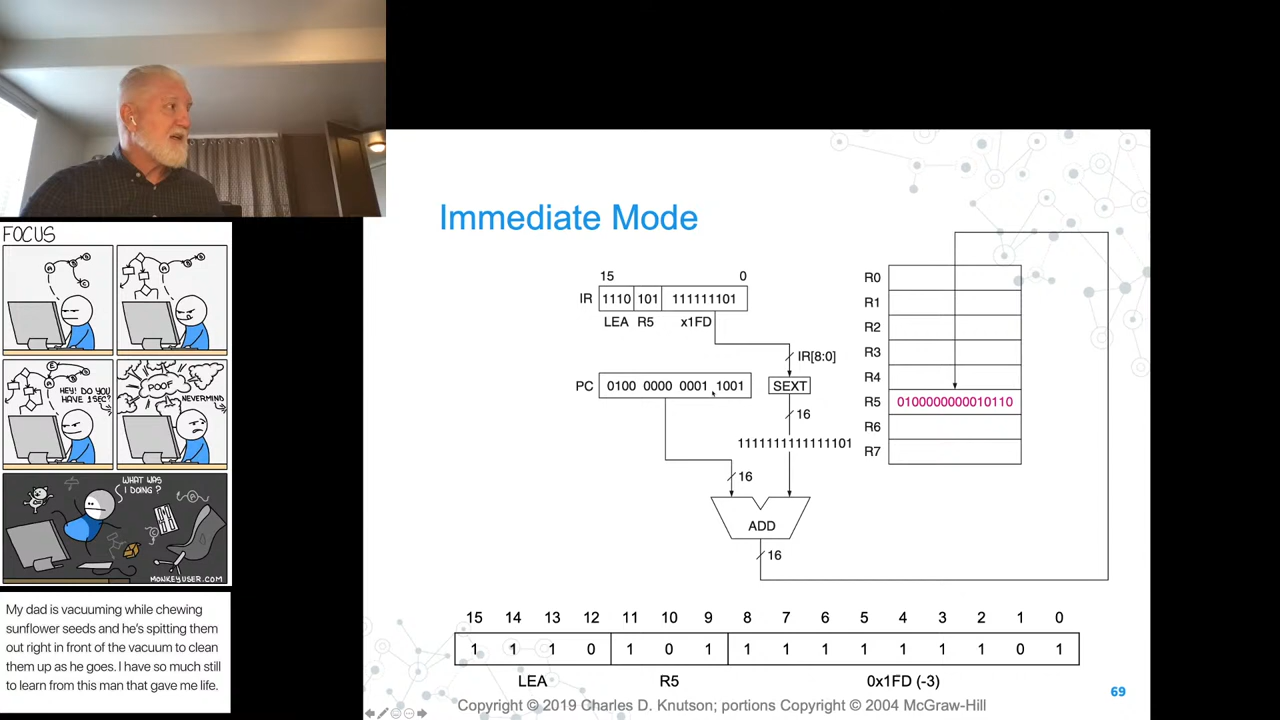 FOCUS
HEY! DO YOU
HAVE 1SEC?
POOF
NEVERMIND
WHAT WAS
I DOING?
MONKEYUSER.COM
My dad is vacuuming while chewing
sunflower seeds and he's spitting them
out right in front of the vacuum to clean
them up as he goes. I have so much still
to learn from this man that gave me life.
Immediate Mode
15 0
IR 1110 101 111111101
LEA R5 x1FD
IR[8:0]
PC 0100 0000 0001 1001 SEXT
16
1111111111111101
16
ADD
16
R0
R1
R2
R3
R4
R5 0100000000010110
R6
R7
15 14 13 12 11 10 9 8 7 6 5 4 3 2 1 0
1 1 1 0 1 0 1 1 1 1 1 1 1 1 0 1
LEA R5 0x1FD (-3)
69
Copyright © 2019 Charles D. Knutson; portions Copyright © 2004 McGraw-Hill